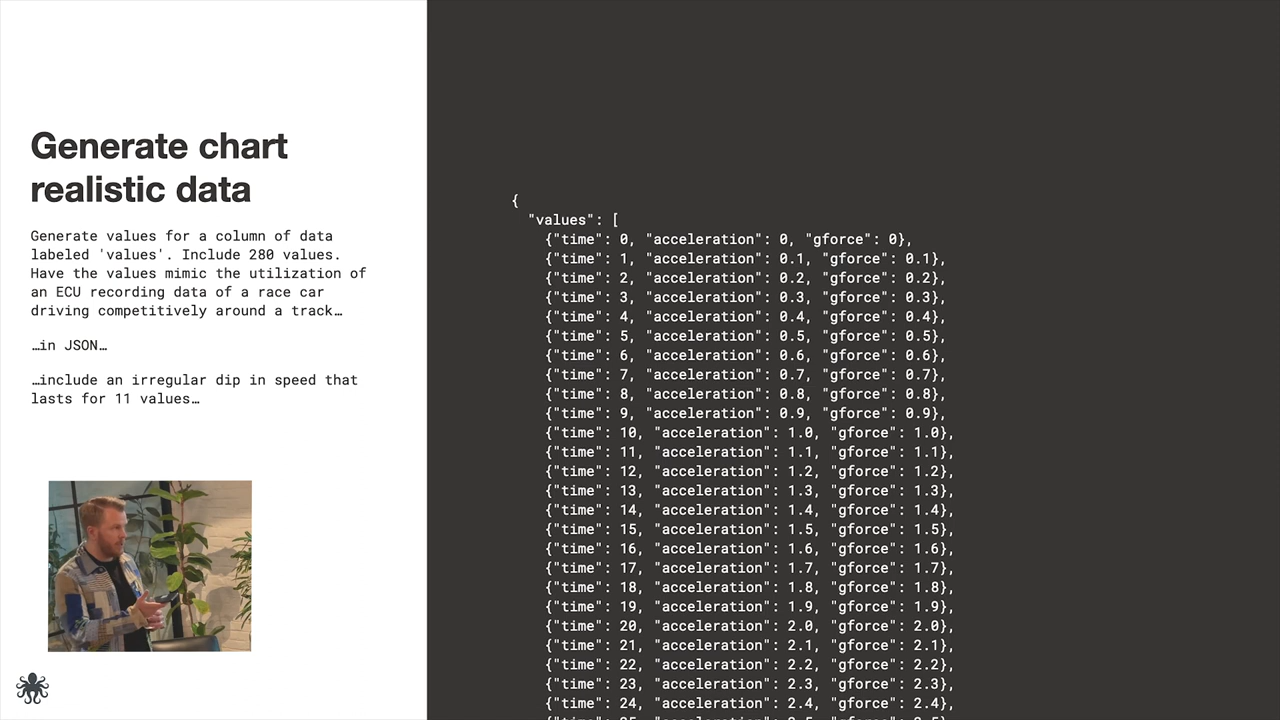 Generate chart
realistic data
Generate values for a column of data
labeled 'values'. Include 280 values.
Have the values mimic the utilization of
an ECU recording data of a race car
driving competitively around a track…
…in JSON…
…include an irregular dip in speed that
lasts for 11 values…
{
"values": [
{"time": 0, "acceleration": 0, "gforce": 0},
{"time": 1, "acceleration": 0.1, "gforce": 0.1},
{"time": 2, "acceleration": 0.2, "gforce": 0.2},
{"time": 3, "acceleration": 0.3, "gforce": 0.3},
{"time": 4, "acceleration": 0.4, "gforce": 0.4},
{"time": 5, "acceleration": 0.5, "gforce": 0.5},
{"time": 6, "acceleration": 0.6, "gforce": 0.6},
{"time": 7, "acceleration": 0.7, "gforce": 0.7},
{"time": 8, "acceleration": 0.8, "gforce": 0.8},
{"time": 9, "acceleration": 0.9, "gforce": 0.9},
{"time": 10, "acceleration": 1.0, "gforce": 1.0},
{"time": 11, "acceleration": 1.1, "gforce": 1.1},
{"time": 12, "acceleration": 1.2, "gforce": 1.2},
{"time": 13, "acceleration": 1.3, "gforce": 1.3},
{"time": 14, "acceleration": 1.4, "gforce": 1.4},
{"time": 15, "acceleration": 1.5, "gforce": 1.5},
{"time": 16, "acceleration": 1.6, "gforce": 1.6},
{"time": 17, "acceleration": 1.7, "gforce": 1.7},
{"time": 18, "acceleration": 1.8, "gforce": 1.8},
{"time": 19, "acceleration": 1.9, "gforce": 1.9},
{"time": 20, "acceleration": 2.0, "gforce": 2.0},
{"time": 21, "acceleration": 2.1, "gforce": 2.1},
{"time": 22, "acceleration": 2.2, "gforce": 2.2},
{"time": 23, "acceleration": 2.3, "gforce": 2.3},
{"time": 24, "acceleration": 2.4, "gforce": 2.4},